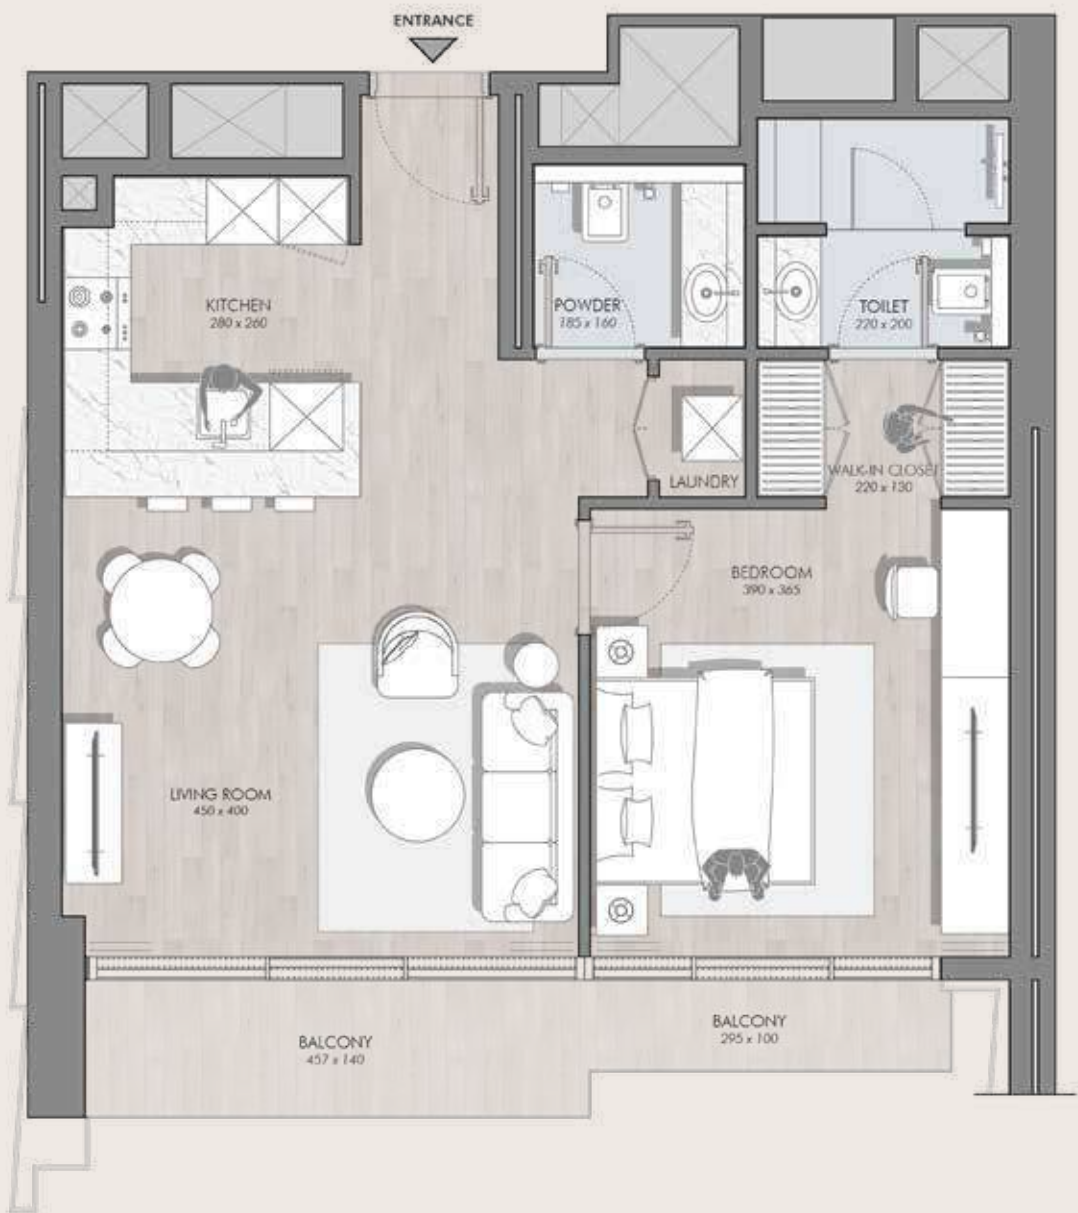 ENTRANCE
KITCHEN
280 x 260
POWDER
185 x 160
TOILET
220 x 200
LAUNDRY
WALK-IN CLOSET
220 x 130
BEDROOM
390 x 365
LIVING ROOM
450 x 400
BALCONY
457 x 140
BALCONY
295 x 100